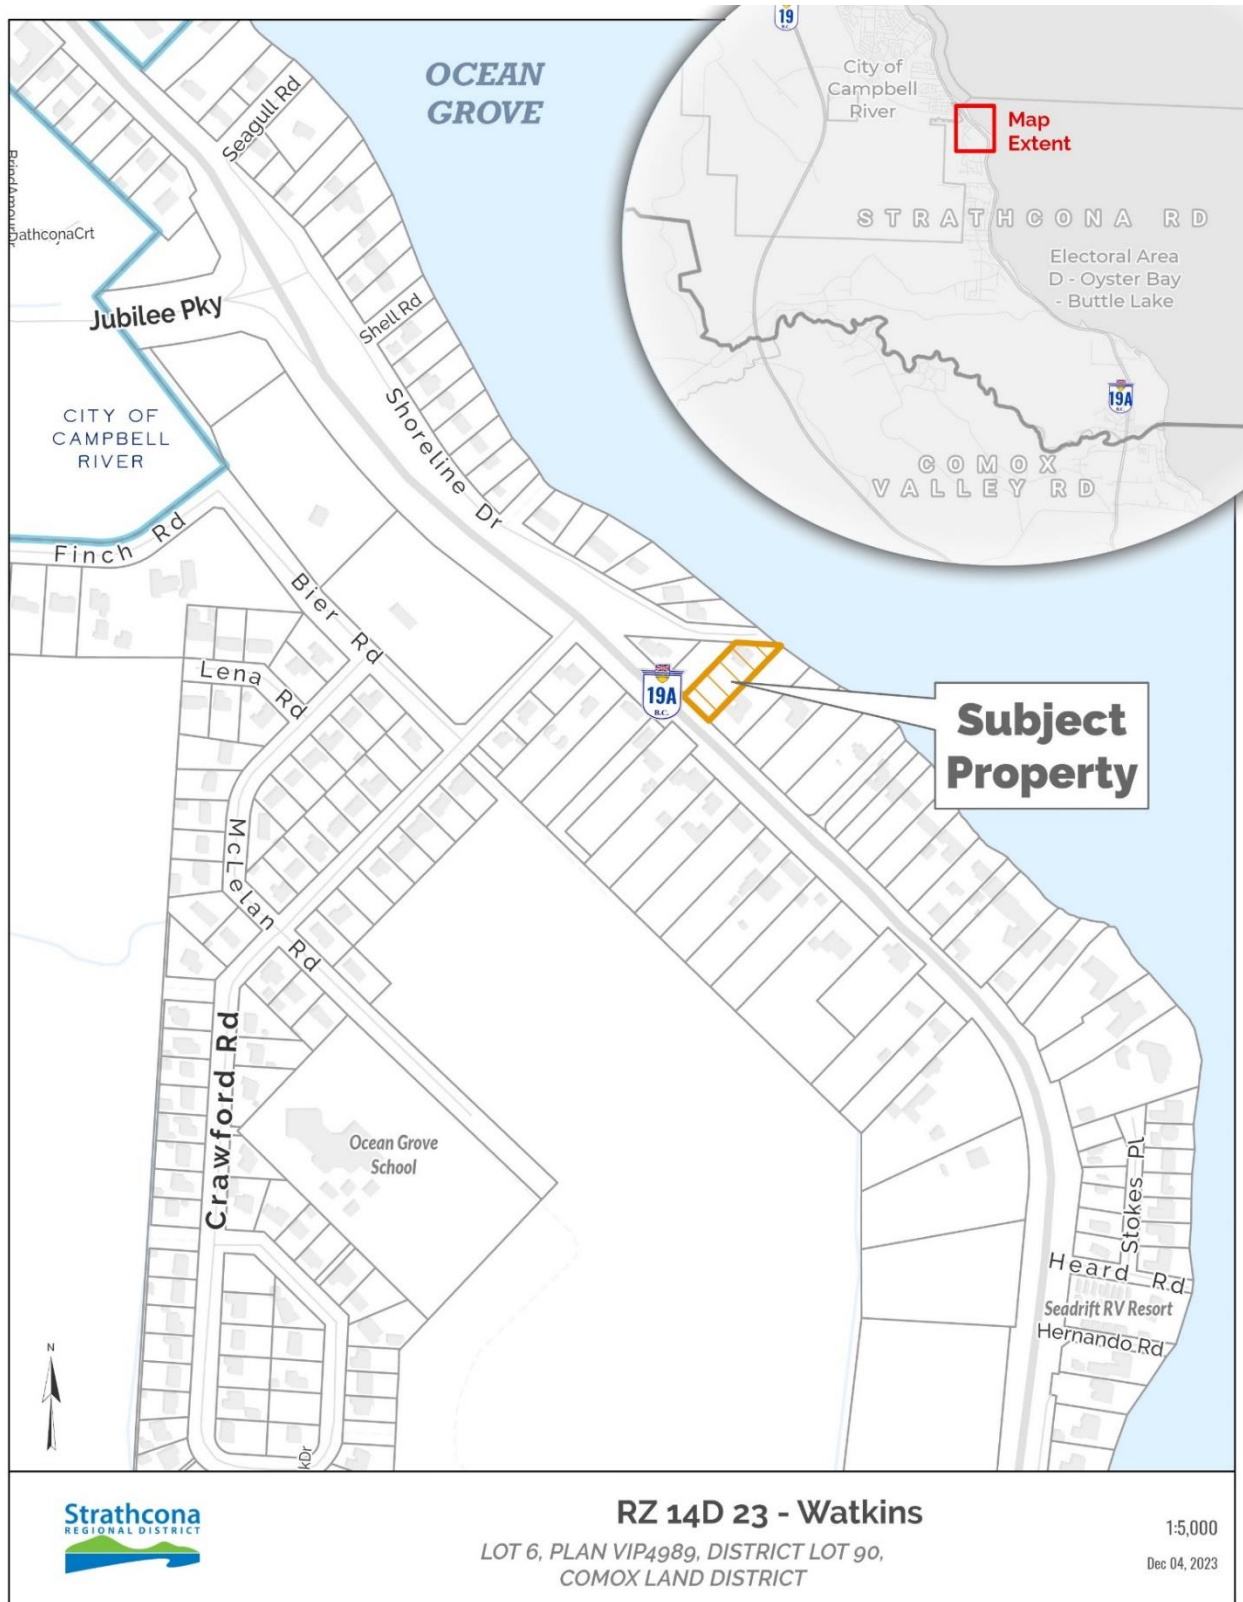 OCEAN
GROVE
19
City of
Campbell
River
Map
Extent
STRATHCONA RD
Electoral Area
D - Oyster Bay
- Buttle Lake
19A
B.C.
COMOX
VALLEY RD
Seagull Rd
Jubilee Pky
Shell Rd
Shoreline Dr
CITY OF
CAMPBELL
RIVER
Finch Rd
Bier Rd
Lena Rd
19A
B.C.
Subject
Property
McLelan Rd
Crawford Rd
Ocean Grove
School
Stokes Pl
Heard Rd
Seadrift RV Resort
Hernando Rd
N
Strathcona
REGIONAL DISTRICT
RZ 14D 23 - Watkins
LOT 6, PLAN VIP4989, DISTRICT LOT 90,
COMOX LAND DISTRICT
1:5,000
Dec 04, 2023